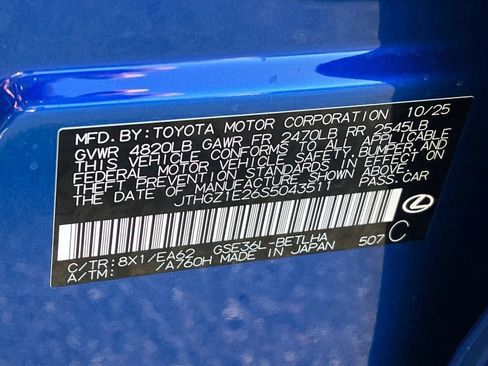 MFD. BY: TOYOTA MOTOR CORPORATION 10/25
GVWR 4820LB GAWR FR 2470LB RR 2545LB
THIS VEHICLE CONFORMS TO ALL APPLICABLE
FEDERAL MOTOR VEHICLE SAFETY, BUMPER, AND
THEFT PREVENTION STANDARDS IN EFFECT ON
THE DATE OF MANUFACTURE SHOWN ABOVE.
JTHGZ1E26S5043511 PASS.CAR
C/TR: 8X1/EA62 GSE36L-BETLHA 507 C
A/TM: /A760H MADE IN JAPAN